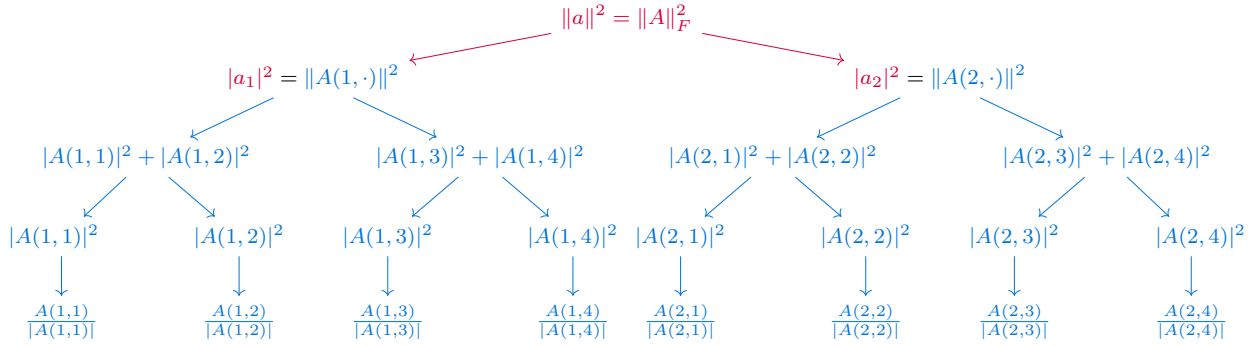 ‖a‖² = ‖A‖²_F
|a₁|² = ‖A(1, ·)‖² |a₂|² = ‖A(2, ·)‖²
|A(1, 1)|² + |A(1, 2)|² |A(1, 3)|² + |A(1, 4)|² |A(2, 1)|² + |A(2, 2)|² |A(2, 3)|² + |A(2, 4)|²
|A(1, 1)|² |A(1, 2)|² |A(1, 3)|² |A(1, 4)|² |A(2, 1)|² |A(2, 2)|² |A(2, 3)|² |A(2, 4)|²
A(1,1) A(1,2) A(1,3) A(1,4) A(2,1) A(2,2) A(2,3) A(2,4)
|A(1,1)| |A(1,2)| |A(1,3)| |A(1,4)| |A(2,1)| |A(2,2)| |A(2,3)| |A(2,4)|